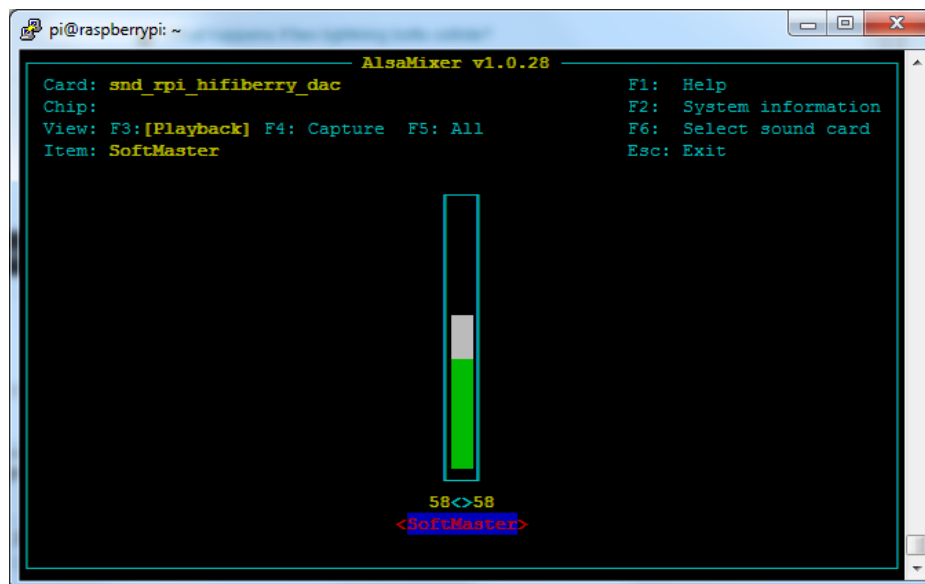 pi@raspberrypi: ~
AlsaMixer v1.0.28
Card: snd_rpi_hifiberry_dac F1: Help
Chip: F2: System information
View: F3:[Playback] F4: Capture F5: All F6: Select sound card
Item: SoftMaster Esc: Exit
58<>58
<SoftMaster>